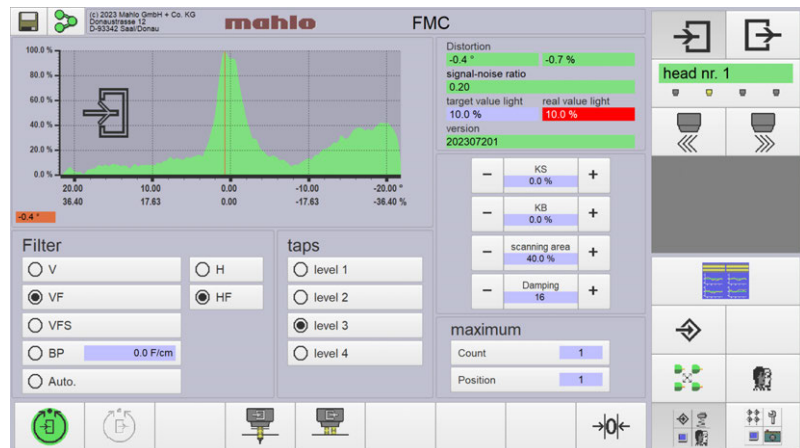 (c) 2023 Mahlo GmbH + Co. KG
Donaustrasse 12
D-93342 Saal/Donau
mahlo
FMC
100.0 %
80.0 %
60.0 %
40.0 %
20.0 %
0.0 %
20.00 10.00 0.00 -10.00 -20.00 °
36.40 17.63 0.00 -17.63 -36.40 %
-0.4 °
Distortion
-0.4 ° -0.7 %
signal-noise ratio
0.20
target value light real value light
10.0 % 10.0 %
version
202307201
head nr. 1
− KS +
0.0 %
− KB +
0.0 %
− scanning area +
40.0 %
− Damping +
16
Filter
V H
VF HF
VFS
BP 0.0 F/cm
Auto.
taps
level 1
level 2
level 3
level 4
maximum
Count 1
Position 1
0